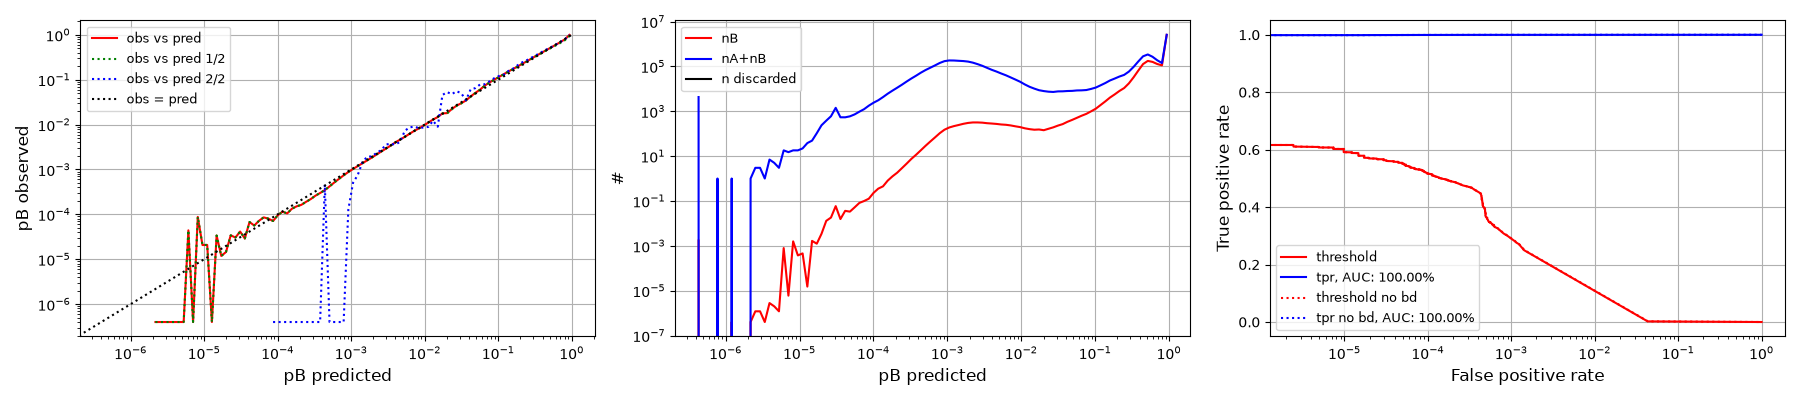 pB observed
10⁰
10⁻¹
10⁻²
10⁻³
10⁻⁴
10⁻⁵
10⁻⁶
obs vs pred
obs vs pred 1/2
obs vs pred 2/2
obs = pred
10⁻⁶ 10⁻⁵ 10⁻⁴ 10⁻³ 10⁻² 10⁻¹ 10⁰
pB predicted
#
10⁷
10⁵
10³
10¹
10⁻¹
10⁻³
10⁻⁵
10⁻⁷
nB
nA+nB
n discarded
10⁻⁶ 10⁻⁵ 10⁻⁴ 10⁻³ 10⁻² 10⁻¹ 10⁰
pB predicted
True positive rate
1.0
0.8
0.6
0.4
0.2
0.0
threshold
tpr, AUC: 100.00%
threshold no bd
tpr no bd, AUC: 100.00%
10⁻⁵ 10⁻⁴ 10⁻³ 10⁻² 10⁻¹ 10⁰
False positive rate